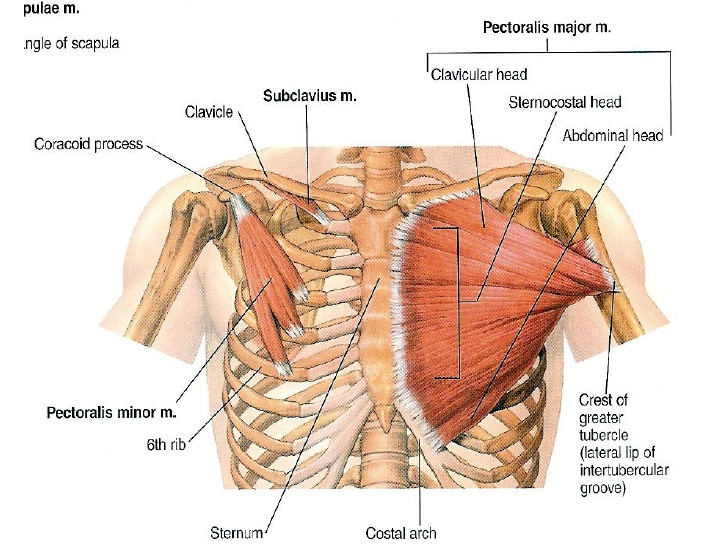 pulae m.
ngle of scapula
Pectoralis major m.
Clavicular head
Subclavius m.
Sternocostal head
Clavicle
Abdominal head
Coracoid process
Pectoralis minor m.
6th rib
Crest of
greater
tubercle
(lateral lip of
intertubercular
groove)
Sternum
Costal arch